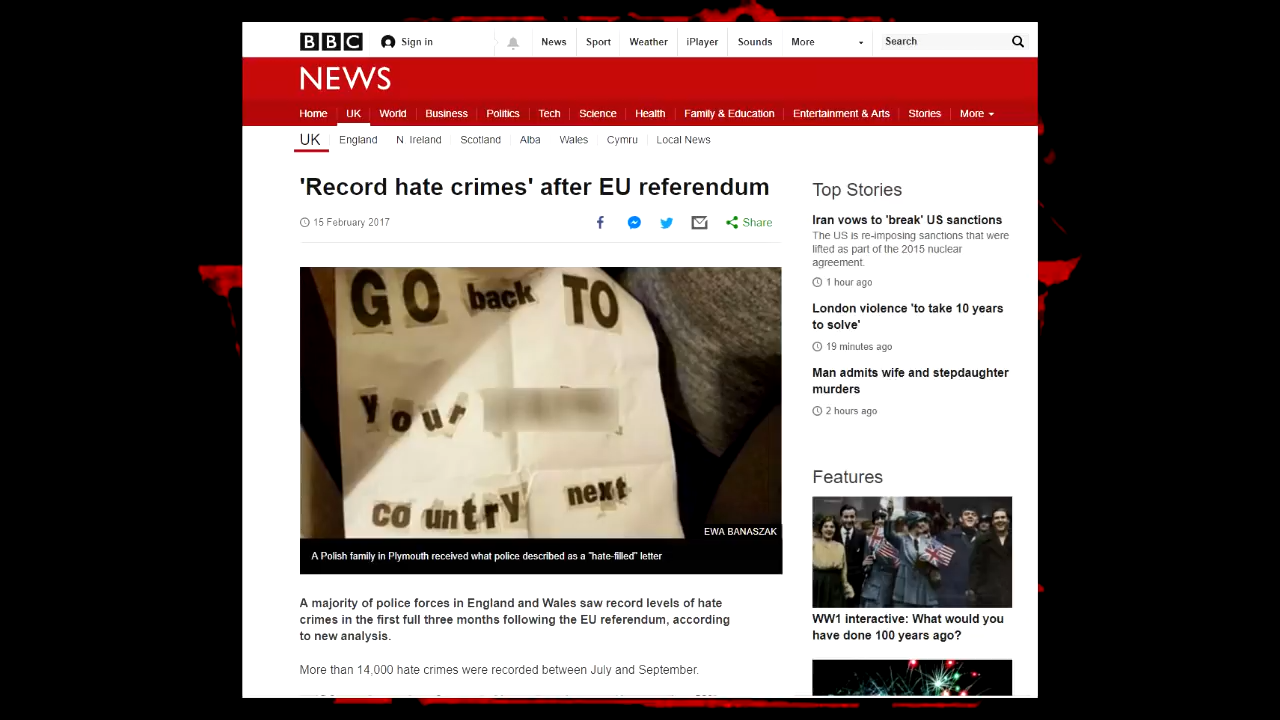 BBC
Sign in
News
Sport
Weather
iPlayer
Sounds
More
Search
NEWS
Home
UK
World
Business
Politics
Tech
Science
Health
Family & Education
Entertainment & Arts
Stories
More
UK
England
N Ireland
Scotland
Alba
Wales
Cymru
Local News
'Record hate crimes' after EU referendum
15 February 2017
Share
GO back TO
your
country next
EWA BANASZAK
A Polish family in Plymouth received what police described as a "hate-filled" letter
A majority of police forces in England and Wales saw record levels of hate
crimes in the first full three months following the EU referendum, according
to new analysis.
More than 14,000 hate crimes were recorded between July and September.
Top Stories
Iran vows to 'break' US sanctions
The US is re-imposing sanctions that were
lifted as part of the 2015 nuclear
agreement.
1 hour ago
London violence 'to take 10 years
to solve'
19 minutes ago
Man admits wife and stepdaughter
murders
2 hours ago
Features
WW1 interactive: What would you
have done 100 years ago?